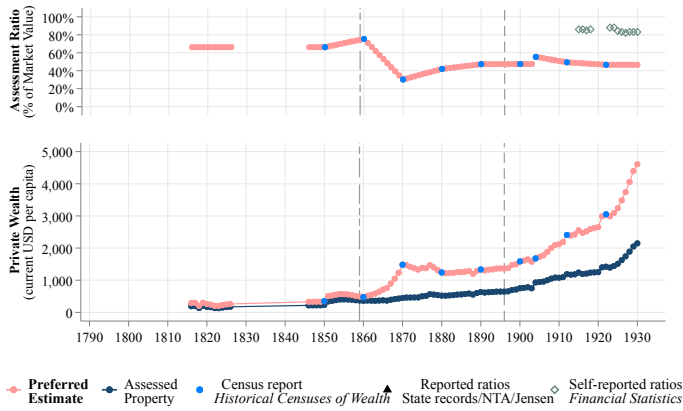 Assessment Ratio
(% of Market Value)
100%
80%
60%
40%
20%
0%
Private Wealth
(current USD per capita)
5,000
4,000
3,000
2,000
1,000
0
1790 1800 1810 1820 1830 1840 1850 1860 1870 1880 1890 1900 1910 1920 1930
Preferred
Estimate
Assessed
Property
Census report
Historical Censuses of Wealth
Reported ratios
State records/NTA/Jensen
Self-reported ratios
Financial Statistics